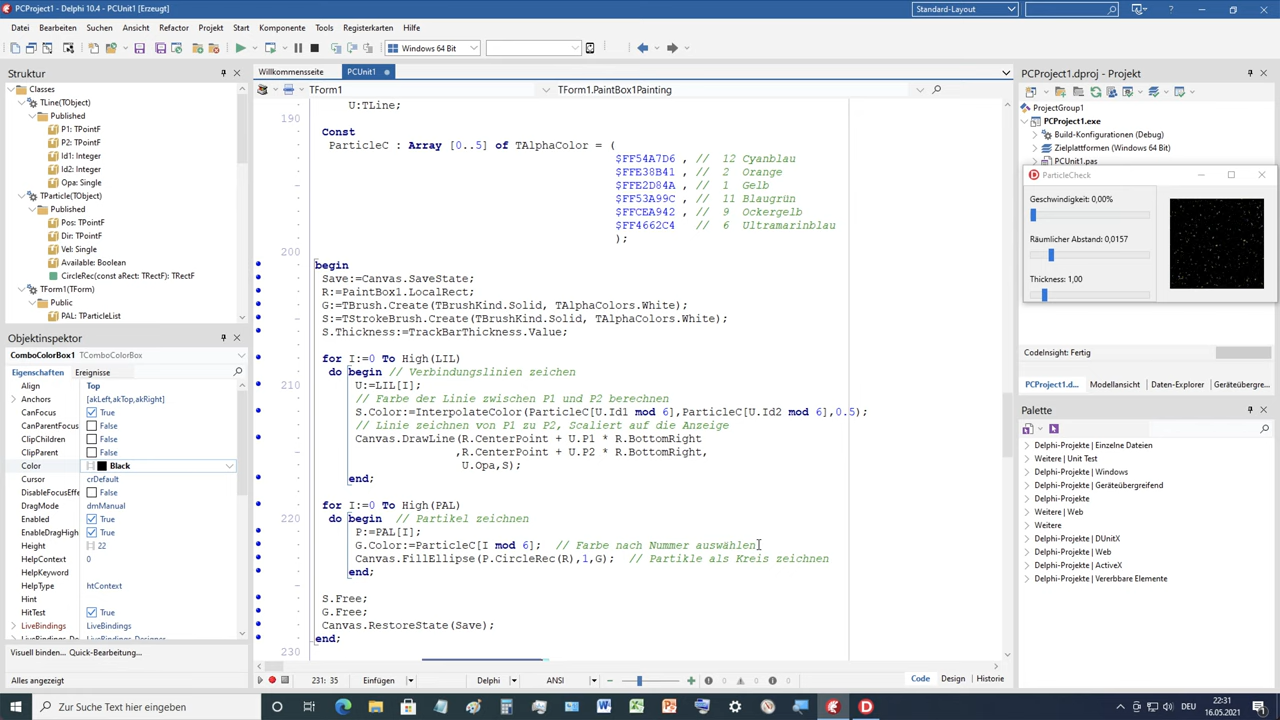 PCProject1 - Delphi 10.4 - PCUnit1 [Erzeugt]
Standard-Layout
Datei Bearbeiten Suchen Ansicht Refactor Projekt Start Komponente Tools Registerkarten Hilfe
Windows 64 Bit
Struktur
Classes
TLine(TObject)
Published
P1: TPointF
P2: TPointF
Id1: Integer
Id2: Integer
Opa: Single
TParticle(TObject)
Published
Pos: TPointF
Dir: TPointF
Vel: Single
Available: Boolean
CircleRec(const aRect: TRectF): TRectF
TForm1(TForm)
Public
PAL: TParticleList
Objektinspektor
ComboColorBox1 TComboColorBox
Eigenschaften Ereignisse
Align Top
Anchors [akLeft,akTop,akRight]
CanFocus True
CanParentFocus False
ClipChildren False
ClipParent False
Color Black
Cursor crDefault
DisableFocusEffe False
DragMode dmManual
Enabled True
EnableDragHigh True
Height 22
HelpContext 0
HelpKeyword
HelpType htContext
Hint
HitTest True
LiveBindings LiveBindings
LiveBindings Designer LiveBindings Designer
Visuell binden... Quick-Bearbeitung...
Alles angezeigt
Willkommensseite PCUnit1
TForm1 TForm1.PaintBox1Painting
U:TLine;
190
Const
ParticleC : Array [0..5] of TAlphaColor = (
$FF54A7D6 , // 12 Cyanblau
$FFE38B41 , // 2 Orange
$FFE2D84A , // 1 Gelb
$FF53A99C , // 11 Blaugrün
$FFCEA942 , // 9 Ockergelb
$FF4662C4 // 6 Ultramarinblau
);
200
begin
Save:=Canvas.SaveState;
R:=PaintBox1.LocalRect;
G:=TBrush.Create(TBrushKind.Solid, TAlphaColors.White);
S:=TStrokeBrush.Create(TBrushKind.Solid, TAlphaColors.White);
S.Thickness:=TrackBarThickness.Value;
for I:=0 To High(LIL)
do begin // Verbindungslinien zeichen
210 U:=LIL[I];
// Farbe der Linie zwischen P1 und P2 berechnen
S.Color:=InterpolateColor(ParticleC[U.Id1 mod 6],ParticleC[U.Id2 mod 6],0.5);
// Linie zeichnen von P1 zu P2, Scaliert auf die Anzeige
Canvas.DrawLine(R.CenterPoint + U.P1 * R.BottomRight
,R.CenterPoint + U.P2 * R.BottomRight,
U.Opa,S);
end;
for I:=0 To High(PAL)
220 do begin // Partikel zeichnen
P:=PAL[I];
G.Color:=ParticleC[I mod 6]; // Farbe nach Nummer auswählen
Canvas.FillEllipse(P.CircleRec(R),1,G); // Partikle als Kreis zeichnen
end;
S.Free;
G.Free;
Canvas.RestoreState(Save);
end;
230
231: 35 Einfügen Delphi ANSI 0 0 0 Code Design Historie
PCProject1.dproj - Projekt
ProjectGroup1
PCProject1.exe
Build-Konfigurationen (Debug)
Zielplattformen (Windows 64 Bit)
PCUnit1.pas
ParticleCheck
Geschwindigkeit: 0,00%
Räumlicher Abstand: 0,0157
Thickness: 1,00
CodeInsight: Fertig
PCProject1.d... Modellansicht Daten-Explorer Geräteübergre...
Palette
Delphi-Projekte | Einzelne Dateien
Weitere | Unit Test
Delphi-Projekte | Windows
Delphi-Projekte | Geräteübergreifend
Delphi-Projekte
Weitere | Web
Weitere
Delphi-Projekte | DUnitX
Delphi-Projekte | Web
Delphi-Projekte | ActiveX
Delphi-Projekte | Vererbbare Elemente
Zur Suche Text hier eingeben
DEU
22:31
16.05.2021